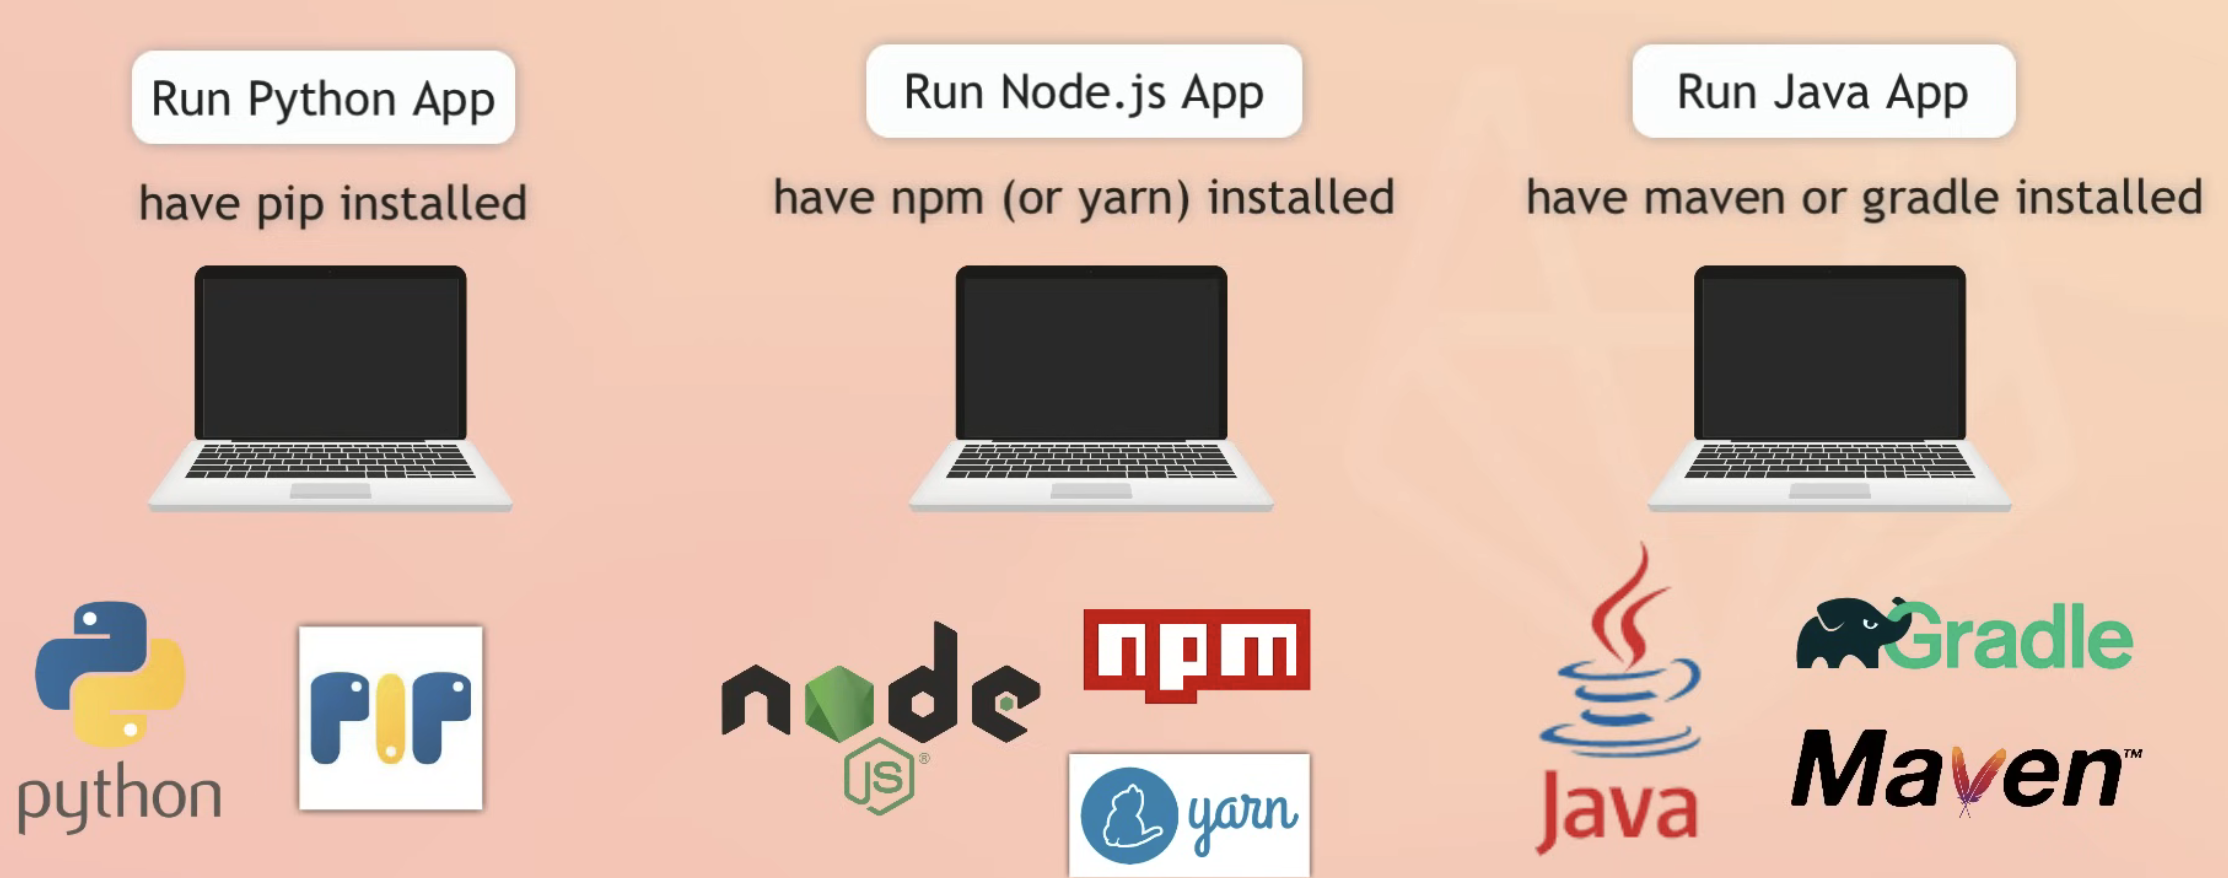 Run Python App
have pip installed
python
PIP
Run Node.js App
have npm (or yarn) installed
node
JS®
npm
yarn
Run Java App
have maven or gradle installed
Java
Gradle
Maven™